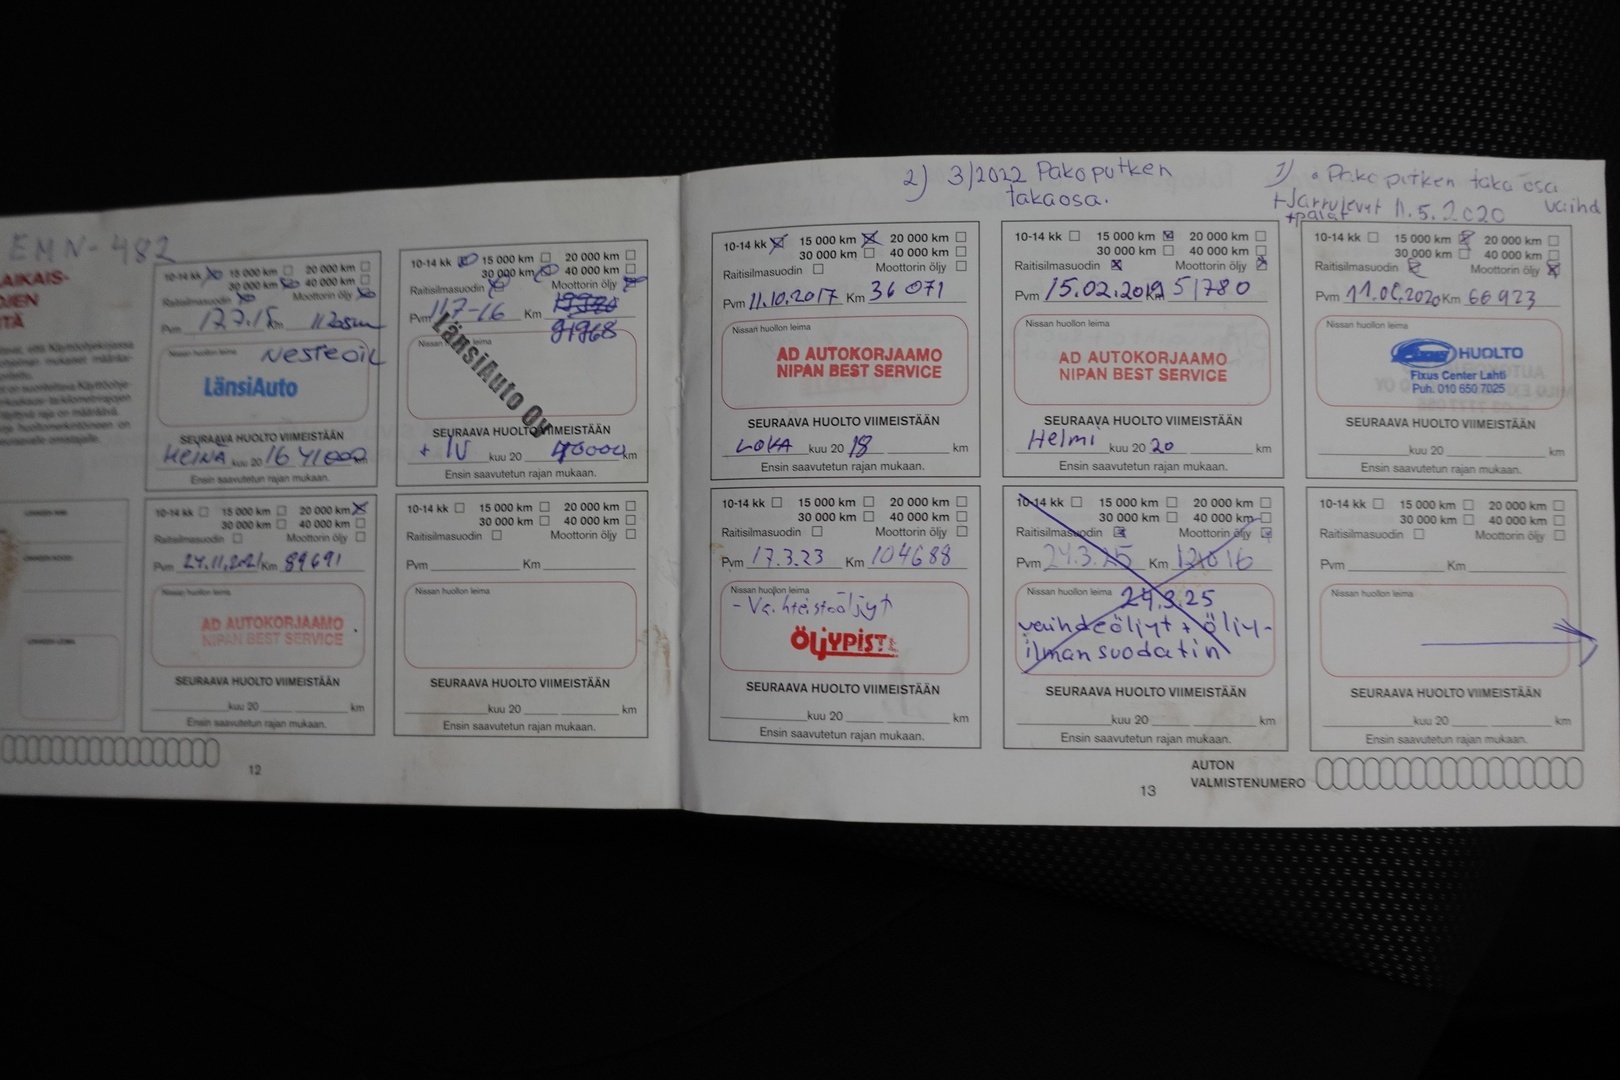 EMN-482
AIKAIS-
OJEN
TÄ
10-14 kk 15 000 km 20 000 km
30 000 km 40 000 km
Raitisilmasuodin Moottorin öljy
Pvm Km
Nissan huollon leima
Nesteoil
LänsiAuto
SEURAAVA HUOLTO VIIMEISTÄÄN
HEINÄ kuu 20 16 km
Ensin saavutetun rajan mukaan.
10-14 kk 15 000 km 20 000 km
30 000 km 40 000 km
Raitisilmasuodin Moottorin öljy
Pvm 11.7-16 Km
Nissan leima
LänsiAuto Oy
SEURAAVA HUOLTO VIIMEISTÄÄN
kuu 20 km
Ensin saavutetun rajan mukaan.
10-14 kk 15 000 km 20 000 km
30 000 km 40 000 km
Raitisilmasuodin Moottorin öljy
Pvm 24.11.2021 Km 89691
Nissan huollon leima
AD AUTOKORJAAMO
NIPAN BEST SERVICE
SEURAAVA HUOLTO VIIMEISTÄÄN
kuu 20 km
Ensin saavutetun rajan mukaan.
10-14 kk 15 000 km 20 000 km
30 000 km 40 000 km
Raitisilmasuodin Moottorin öljy
Pvm Km
Nissan huollon leima
SEURAAVA HUOLTO VIIMEISTÄÄN
kuu 20 km
Ensin saavutetun rajan mukaan.
12
2) 3/2022 Pakoputken
takaosa.
1) • Pako putken taka osa
+Jarrulevyt 11.5.2020 vaihd
+palat
10-14 kk 15 000 km 20 000 km
30 000 km 40 000 km
Raitisilmasuodin Moottorin öljy
Pvm 11.10.2017 Km 36 071
Nissan huollon leima
AD AUTOKORJAAMO
NIPAN BEST SERVICE
SEURAAVA HUOLTO VIIMEISTÄÄN
LOKA kuu 20 18 km
Ensin saavutetun rajan mukaan.
10-14 kk 15 000 km 20 000 km
30 000 km 40 000 km
Raitisilmasuodin Moottorin öljy
Pvm 15.02.2019 Km 51780
Nissan huollon leima
AD AUTOKORJAAMO
NIPAN BEST SERVICE
SEURAAVA HUOLTO VIIMEISTÄÄN
Helmi kuu 20 20 km
Ensin saavutetun rajan mukaan.
10-14 kk 15 000 km 20 000 km
30 000 km 40 000 km
Raitisilmasuodin Moottorin öljy
Pvm Km 66923
Nissan huollon leima
HUOLTO
Fixus Center Lahti
Puh. 010 650 7025
SEURAAVA HUOLTO VIIMEISTÄÄN
kuu 20 km
Ensin saavutetun rajan mukaan.
10-14 kk 15 000 km 20 000 km
30 000 km 40 000 km
Raitisilmasuodin Moottorin öljy
Pvm 17.3.23 Km 104688
Nissan huollon leima
- Vaihteistoöljyt
ÖLJYPISTE
SEURAAVA HUOLTO VIIMEISTÄÄN
kuu 20 km
Ensin saavutetun rajan mukaan.
10-14 kk 15 000 km 20 000 km
30 000 km 40 000 km
Raitisilmasuodin Moottorin öljy
Pvm 24.3.25 Km
Nissan huollon leima 24.3.25
vaihdeöljyt + öljy-
ilmansuodatin
SEURAAVA HUOLTO VIIMEISTÄÄN
kuu 20 km
Ensin saavutetun rajan mukaan.
10-14 kk 15 000 km 20 000 km
30 000 km 40 000 km
Raitisilmasuodin Moottorin öljy
Pvm Km
Nissan huollon leima
SEURAAVA HUOLTO VIIMEISTÄÄN
kuu 20 km
Ensin saavutetun rajan mukaan.
13
AUTON
VALMISTENUMERO